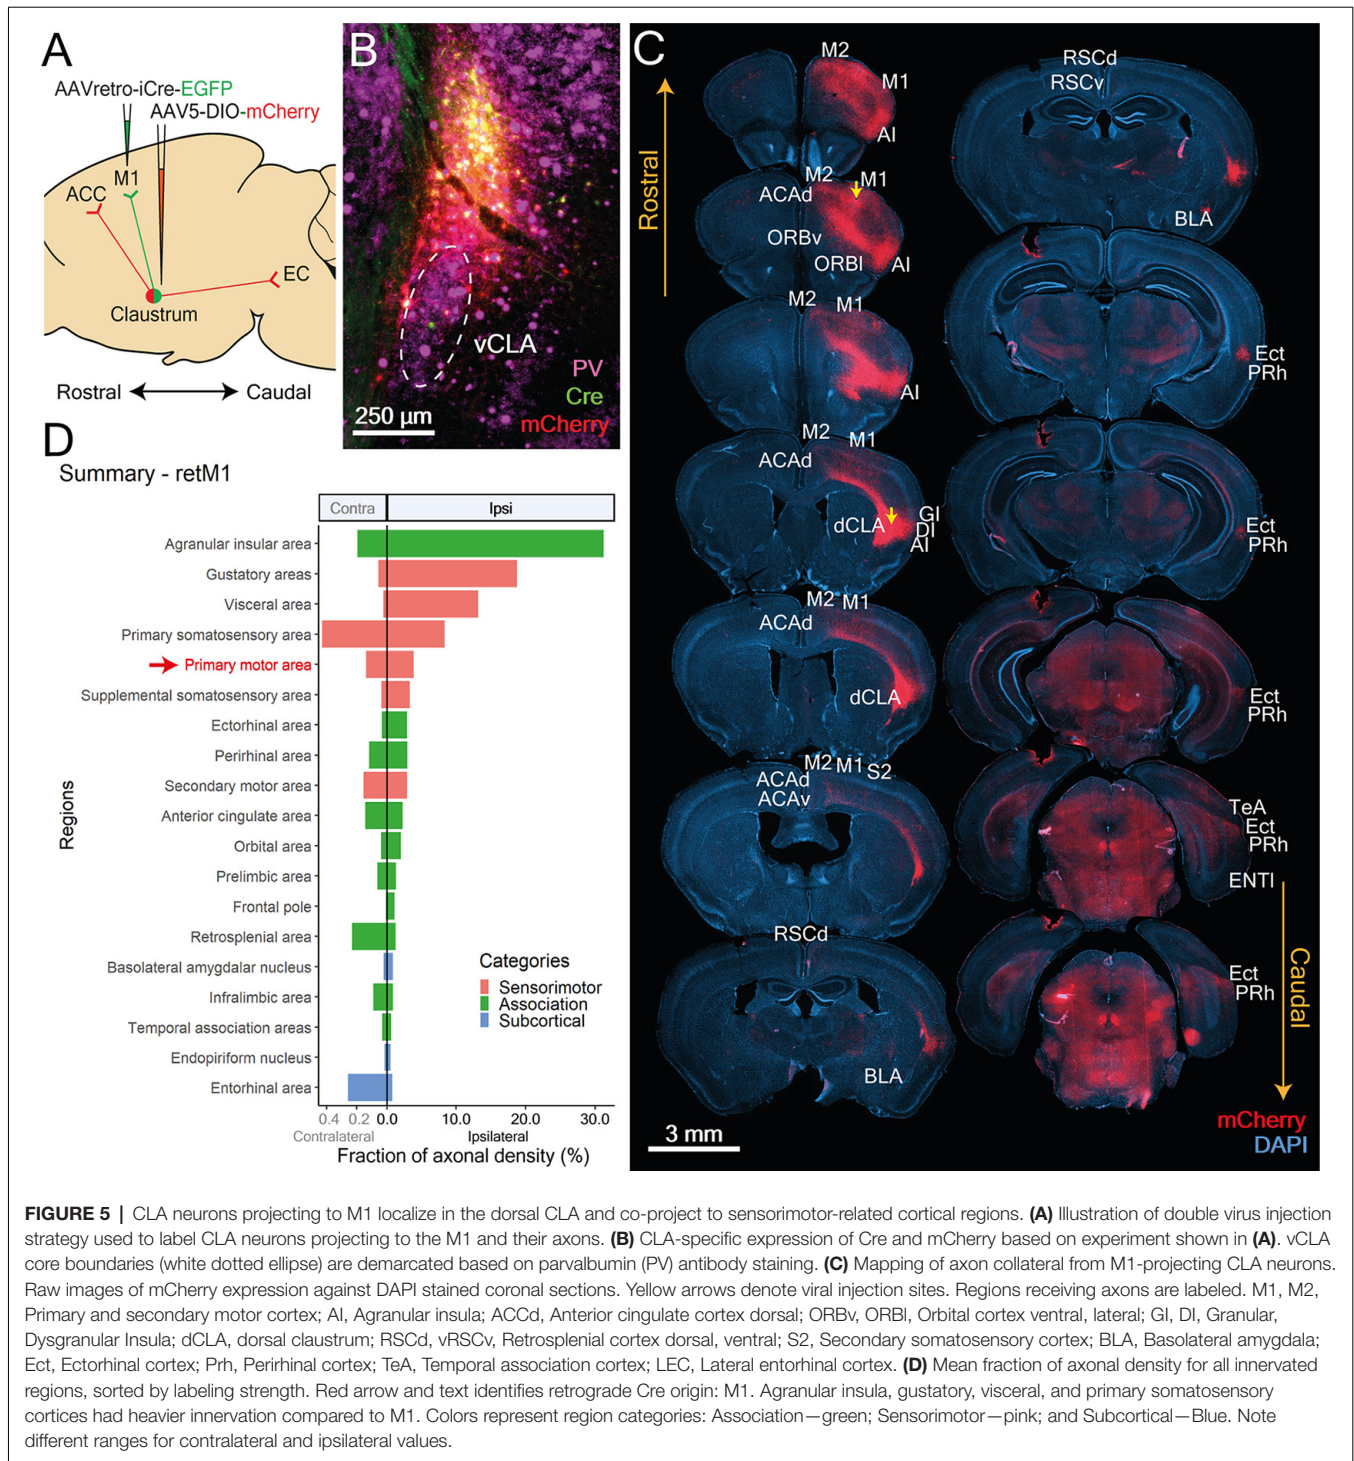 A
AAVretro-iCre-EGFP
AAV5-DIO-mCherry
M1
ACC
EC
Claustrum
Rostral
Caudal
B
vCLA
PV
Cre
mCherry
250 µm
C
Rostral
M2
M1
AI
M2
M1
ACAd
ORBv
ORBl
AI
M2
M1
AI
M2
M1
ACAd
GI
dCLA
DI
AI
M2
M1
ACAd
dCLA
M2
M1
S2
ACAd
ACAv
RSCd
BLA
3 mm
RSCd
RSCv
BLA
Ect
PRh
Ect
PRh
Ect
PRh
TeA
Ect
PRh
ENTl
Ect
PRh
Caudal
mCherry
DAPI
D
Summary - retM1
Contra
Ipsi
Regions
Agranular insular area
Gustatory areas
Visceral area
Primary somatosensory area
Primary motor area
Supplemental somatosensory area
Ectorhinal area
Perirhinal area
Secondary motor area
Anterior cingulate area
Orbital area
Prelimbic area
Frontal pole
Retrosplenial area
Basolateral amygdalar nucleus
Infralimbic area
Temporal association areas
Endopiriform nucleus
Entorhinal area
Categories
Sensorimotor
Association
Subcortical
0.4 0.2 0.0 10.0 20.0 30.0
Contralateral Ipsilateral
Fraction of axonal density (%)
FIGURE 5 | CLA neurons projecting to M1 localize in the dorsal CLA and co-project to sensorimotor-related cortical regions. (A) Illustration of double virus injection
strategy used to label CLA neurons projecting to the M1 and their axons. (B) CLA-specific expression of Cre and mCherry based on experiment shown in (A). vCLA
core boundaries (white dotted ellipse) are demarcated based on parvalbumin (PV) antibody staining. (C) Mapping of axon collateral from M1-projecting CLA neurons.
Raw images of mCherry expression against DAPI stained coronal sections. Yellow arrows denote viral injection sites. Regions receiving axons are labeled. M1, M2,
Primary and secondary motor cortex; AI, Agranular insula; ACCd, Anterior cingulate cortex dorsal; ORBv, ORBl, Orbital cortex ventral, lateral; GI, DI, Granular,
Dysgranular Insula; dCLA, dorsal claustrum; RSCd, vRSCv, Retrosplenial cortex dorsal, ventral; S2, Secondary somatosensory cortex; BLA, Basolateral amygdala;
Ect, Ectorhinal cortex; Prh, Perirhinal cortex; TeA, Temporal association cortex; LEC, Lateral entorhinal cortex. (D) Mean fraction of axonal density for all innervated
regions, sorted by labeling strength. Red arrow and text identifies retrograde Cre origin: M1. Agranular insula, gustatory, visceral, and primary somatosensory
cortices had heavier innervation compared to M1. Colors represent region categories: Association—green; Sensorimotor—pink; and Subcortical—Blue. Note
different ranges for contralateral and ipsilateral values.